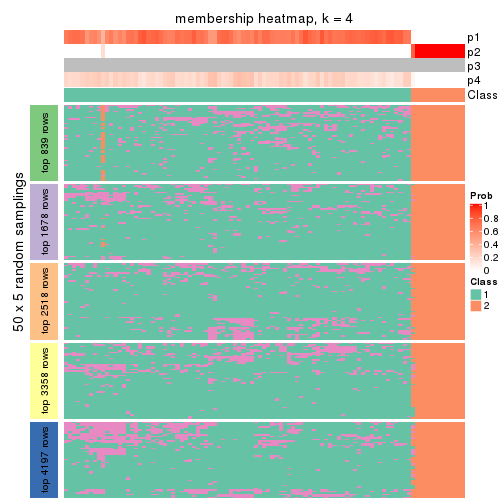 membership heatmap, k = 4
p1
p2
p3
p4
Class
50 x 5 random samplings
top 839 rows
top 1678 rows
top 2518 rows
top 3358 rows
top 4197 rows
Prob
1
0.8
0.6
0.4
0.2
0
Class
1
2